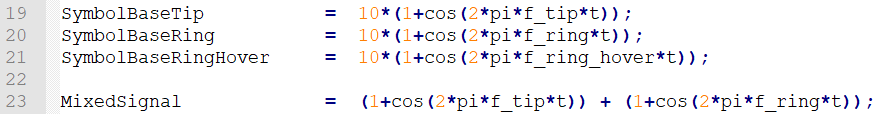 19 SymbolBaseTip = 10*(1+cos(2*pi*f_tip*t));
20 SymbolBaseRing = 10*(1+cos(2*pi*f_ring*t));
21 SymbolBaseRingHover = 10*(1+cos(2*pi*f_ring_hover*t));
22
23 MixedSignal = (1+cos(2*pi*f_tip*t)) + (1+cos(2*pi*f_ring*t));